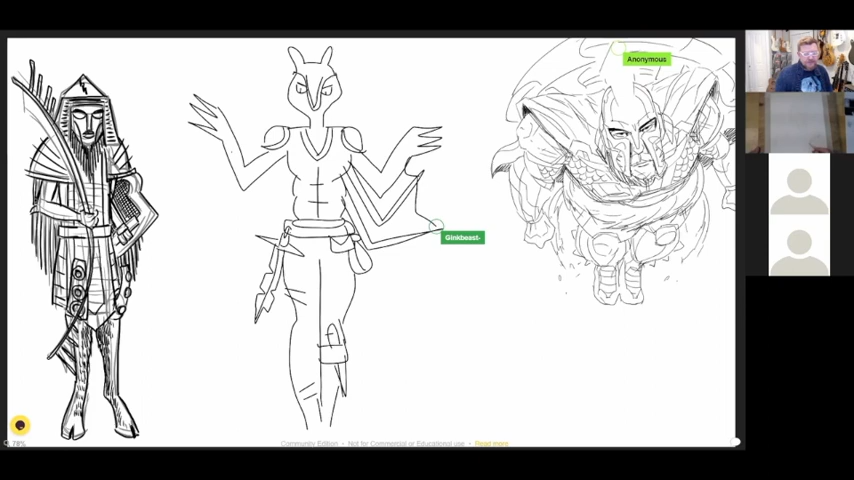 Anonymous
Ginkbeast-
78%
Community Edition • Not for Commercial or Educational use • Read more